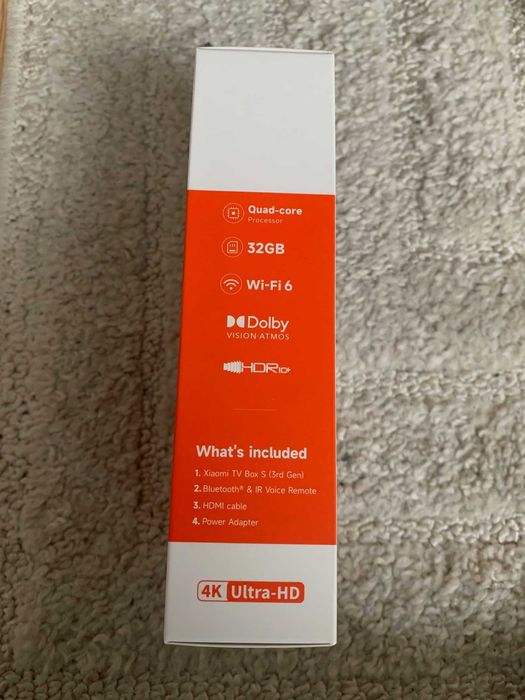 Quad-core
Processor
32GB
Wi-Fi 6
Dolby
VISION·ATMOS
HDR10+
What's included
1. Xiaomi TV Box S (3rd Gen)
2. Bluetooth® & IR Voice Remote
3. HDMI cable
4. Power Adapter
4K Ultra-HD